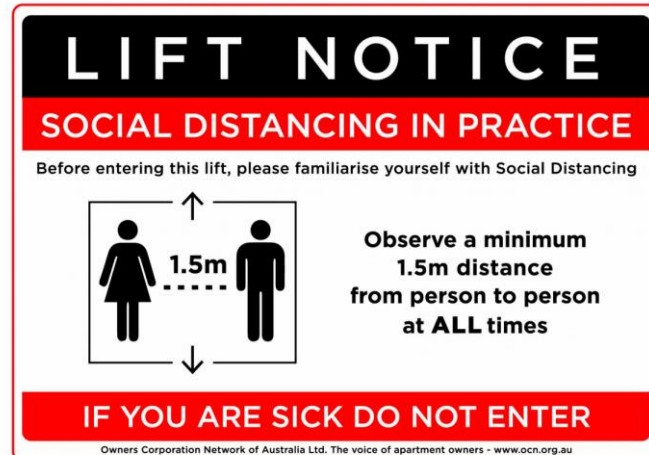 LIFT NOTICE
SOCIAL DISTANCING IN PRACTICE
Before entering this lift, please familiarise yourself with Social Distancing
1.5m
Observe a minimum
1.5m distance
from person to person
at ALL times
IF YOU ARE SICK DO NOT ENTER
Owners Corporation Network of Australia Ltd. The voice of apartment owners - www.ocn.org.au